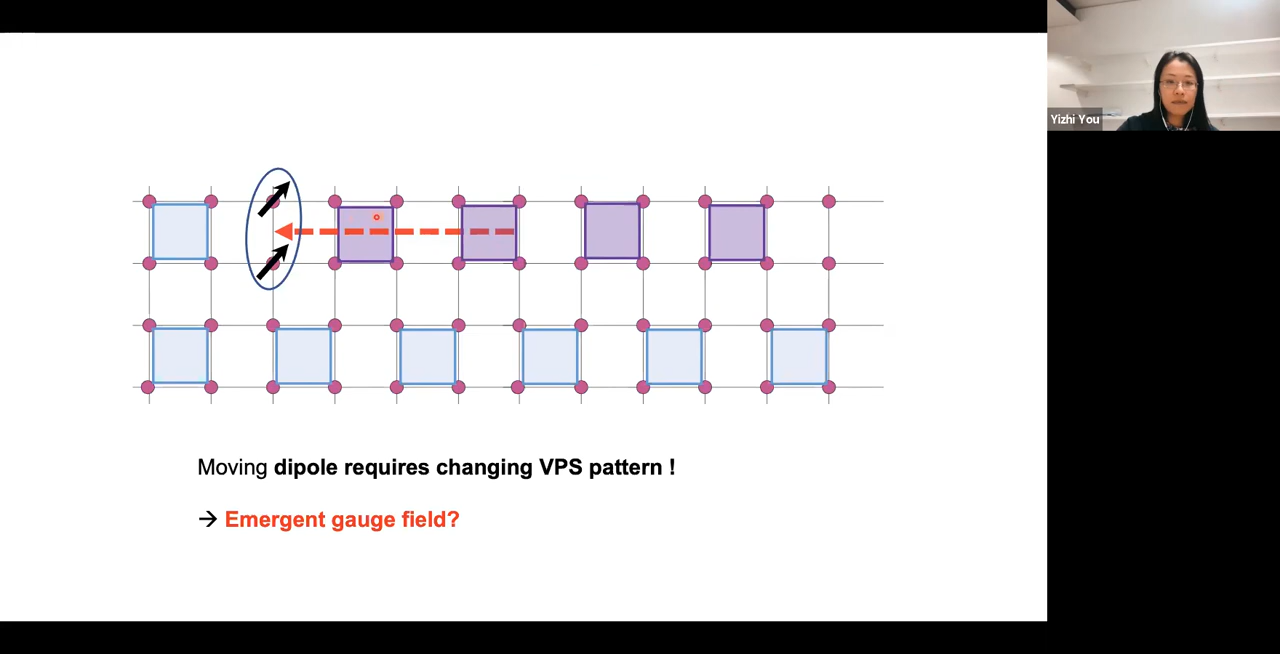 Yizhi You
Moving dipole requires changing VPS pattern !
→ Emergent gauge field?